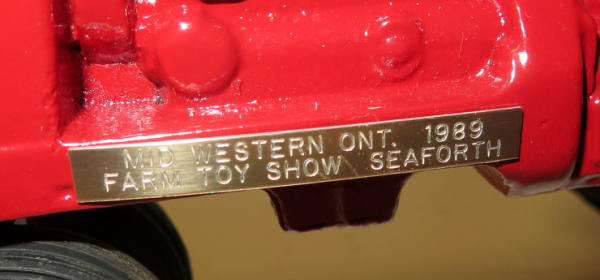 MID WESTERN ONT. 1989
FARM TOY SHOW SEAFORTH